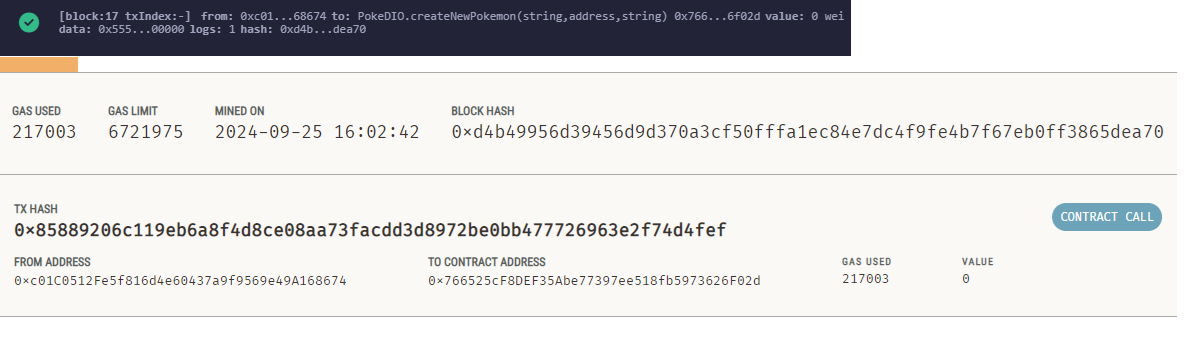 [block:17 txIndex:-] from: 0xc01...68674 to: PokeDIO.createNewPokemon(string,address,string) 0x766...6f02d value: 0 wei
data: 0x555...00000 logs: 1 hash: 0xd4b...dea70
GAS USED GAS LIMIT MINED ON BLOCK HASH
217003 6721975 2024-09-25 16:02:42 0×d4b49956d39456d9d370a3cf50fffa1ec84e7dc4f9fe4b7f67eb0ff3865dea70
TX HASH
0×85889206c119eb6a8f4d8ce08aa73facdd3d8972be0bb477726963e2f74d4fef
CONTRACT CALL
FROM ADDRESS TO CONTRACT ADDRESS GAS USED VALUE
0×c01C0512Fe5f816d4e60437a9f9569e49A168674 0×766525cF8DEF35Abe77397ee518fb5973626F02d 217003 0